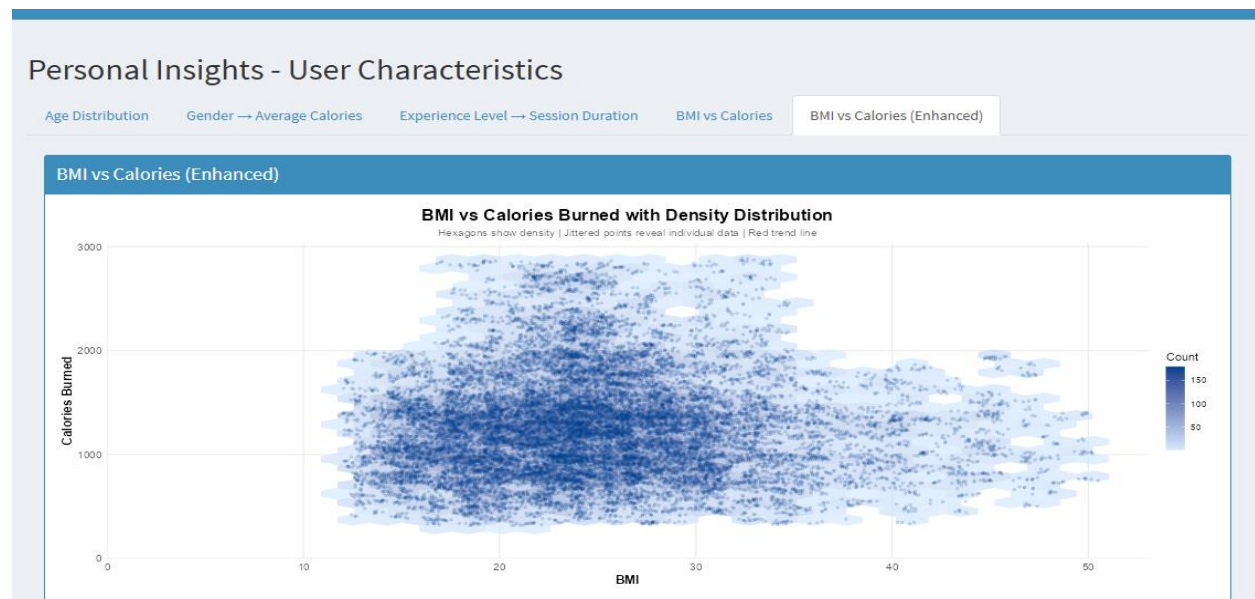 Personal Insights - User Characteristics
Age Distribution Gender → Average Calories Experience Level → Session Duration BMI vs Calories BMI vs Calories (Enhanced)
BMI vs Calories (Enhanced)
BMI vs Calories Burned with Density Distribution
Hexagons show density | Jittered points reveal individual data | Red trend line
3000
2000
1000
0
Calories Burned
0 10 20 30 40 50
BMI
Count
150
100
50